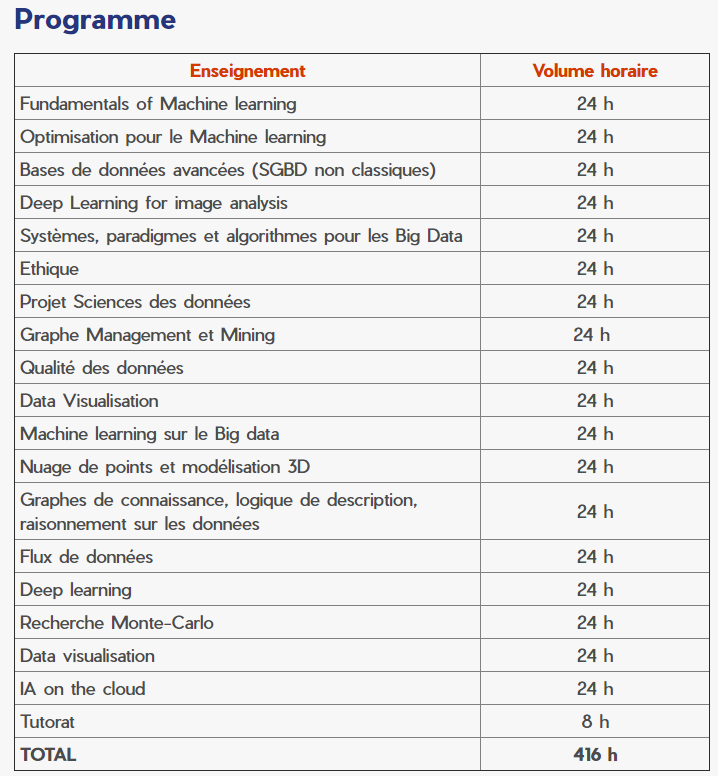 Programme
Enseignement Volume horaire
Fundamentals of Machine learning 24 h
Optimisation pour le Machine learning 24 h
Bases de données avancées (SGBD non classiques) 24 h
Deep Learning for image analysis 24 h
Systèmes, paradigmes et algorithmes pour les Big Data 24 h
Ethique 24 h
Projet Sciences des données 24 h
Graphe Management et Mining 24 h
Qualité des données 24 h
Data Visualisation 24 h
Machine learning sur le Big data 24 h
Nuage de points et modélisation 3D 24 h
Graphes de connaissance, logique de description,
raisonnement sur les données 24 h
Flux de données 24 h
Deep learning 24 h
Recherche Monte-Carlo 24 h
Data visualisation 24 h
IA on the cloud 24 h
Tutorat 8 h
TOTAL 416 h